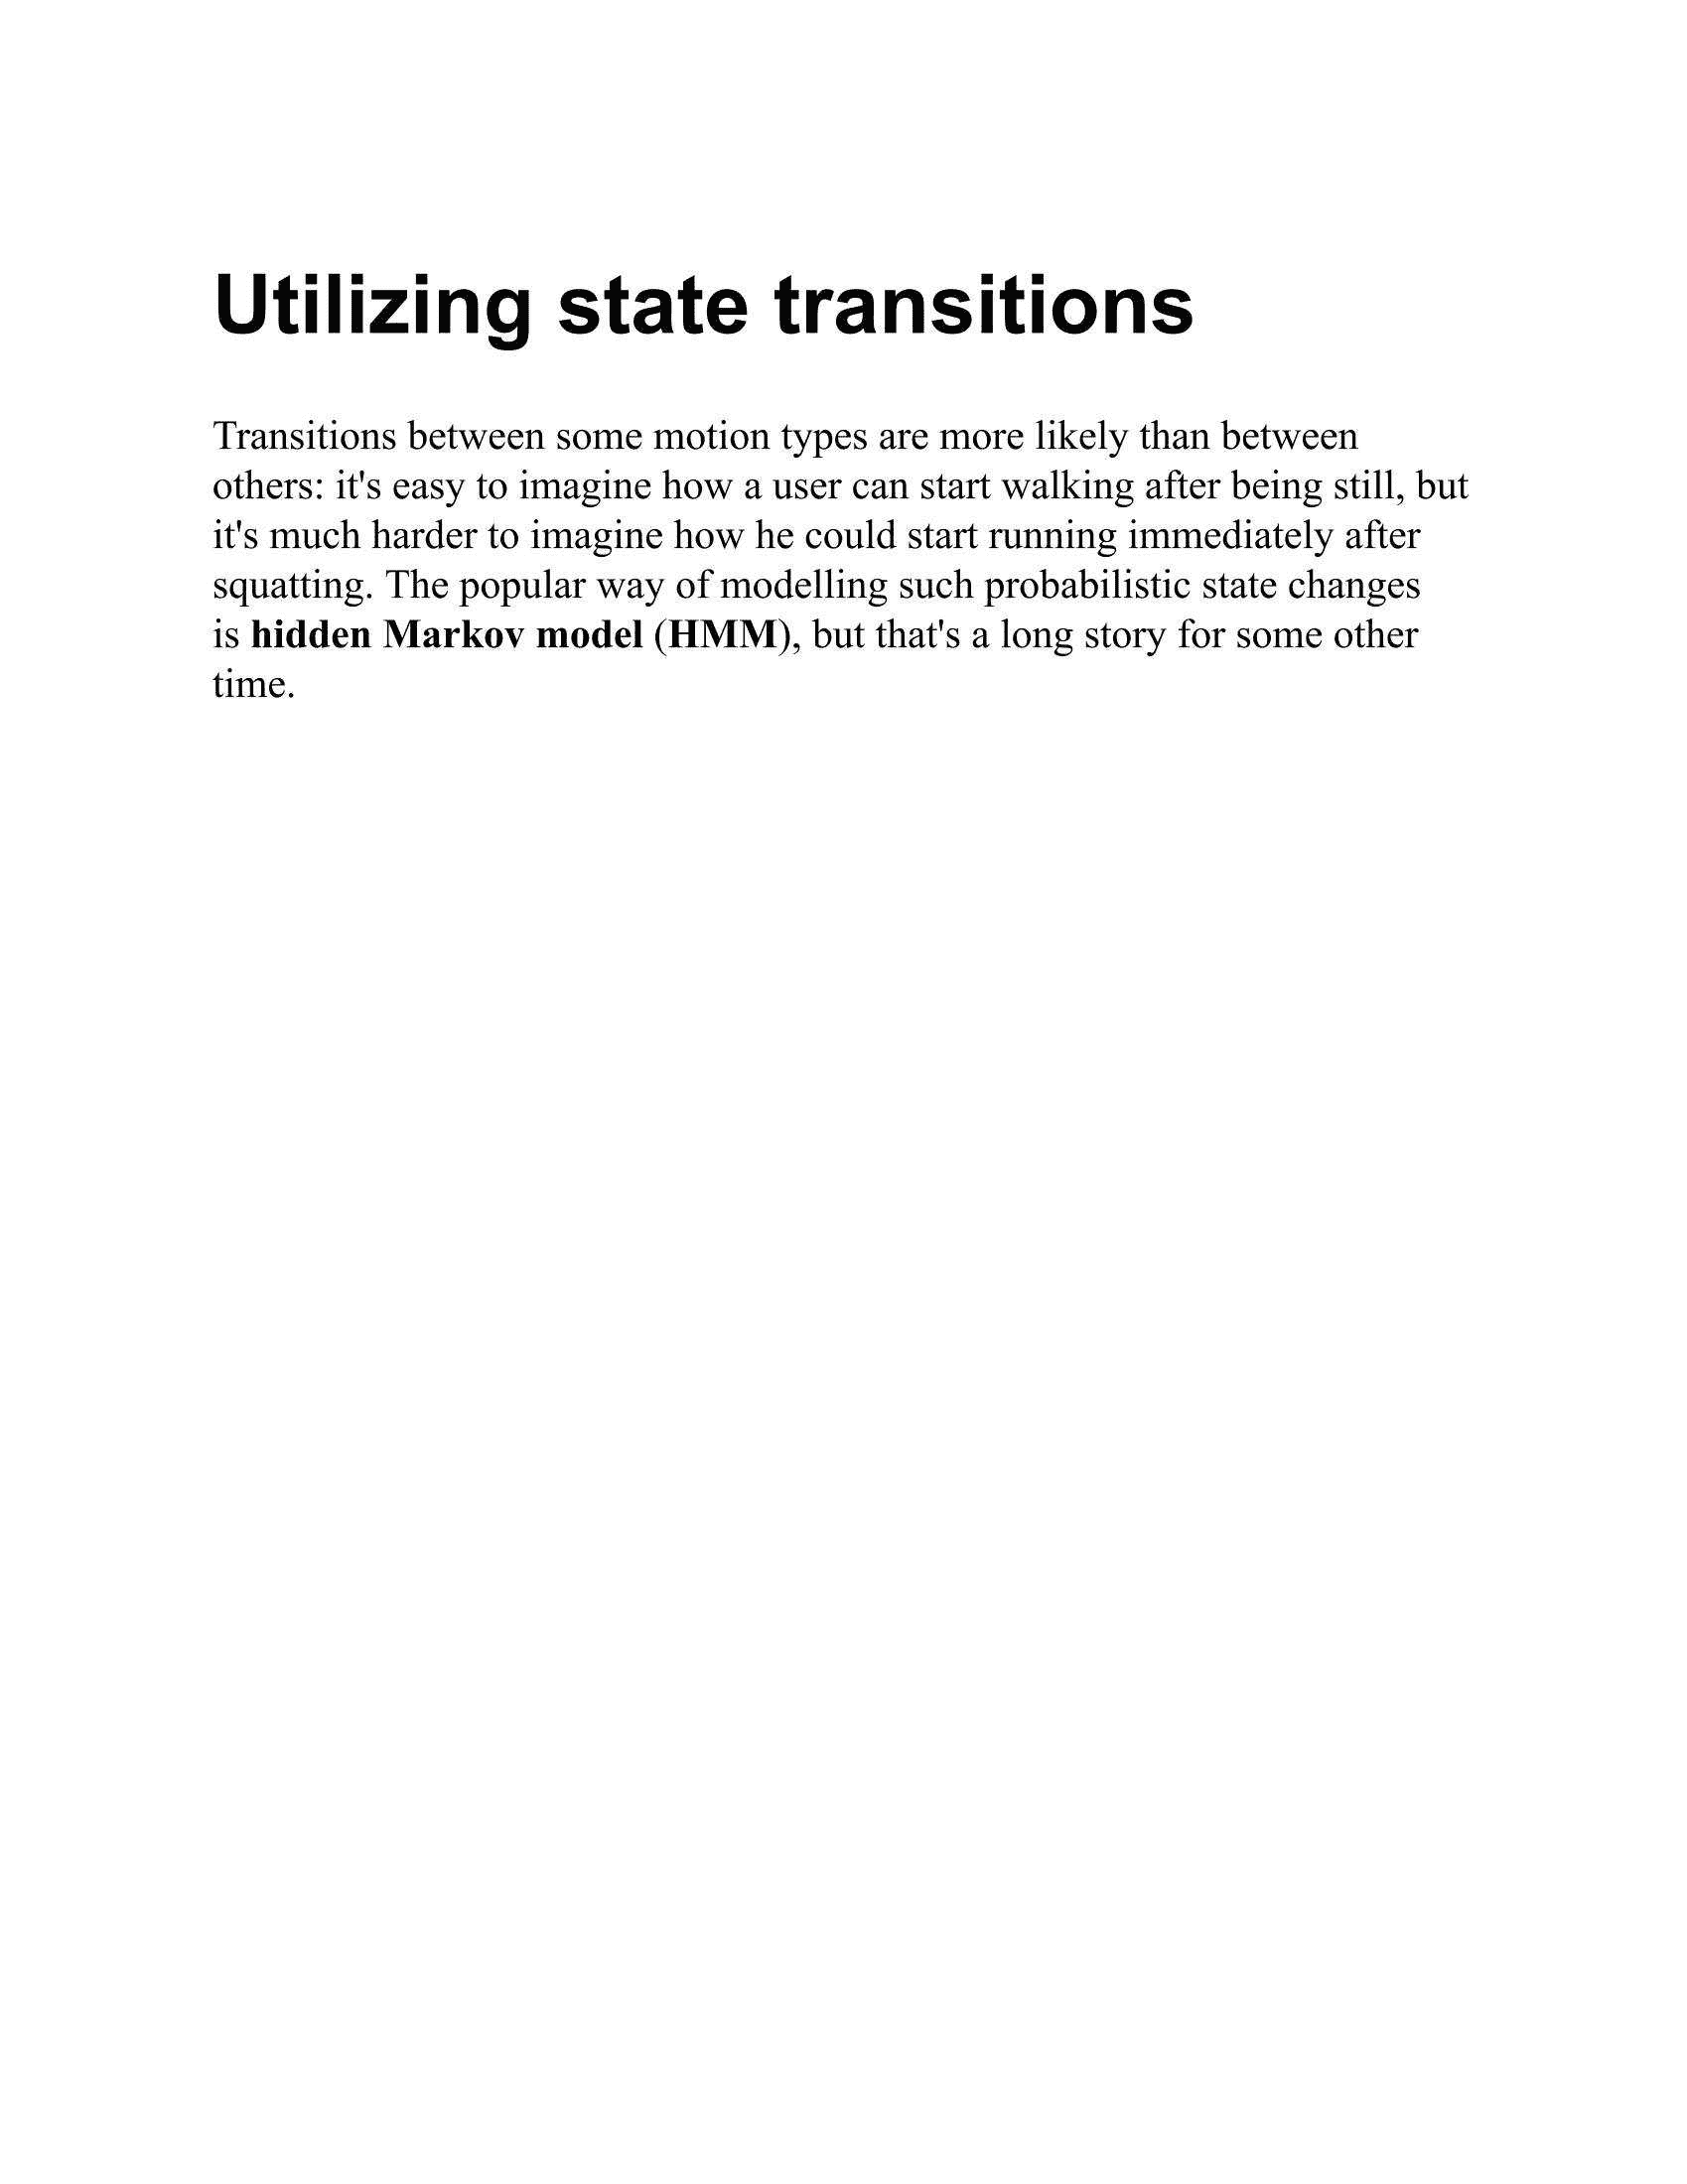 Utilizing state transitions
Transitions between some motion types are more likely than between
others: it's easy to imagine how a user can start walking after being still, but
it's much harder to imagine how he could start running immediately after
squatting. The popular way of modelling such probabilistic state changes
is hidden Markov model (HMM), but that's a long story for some other
time.